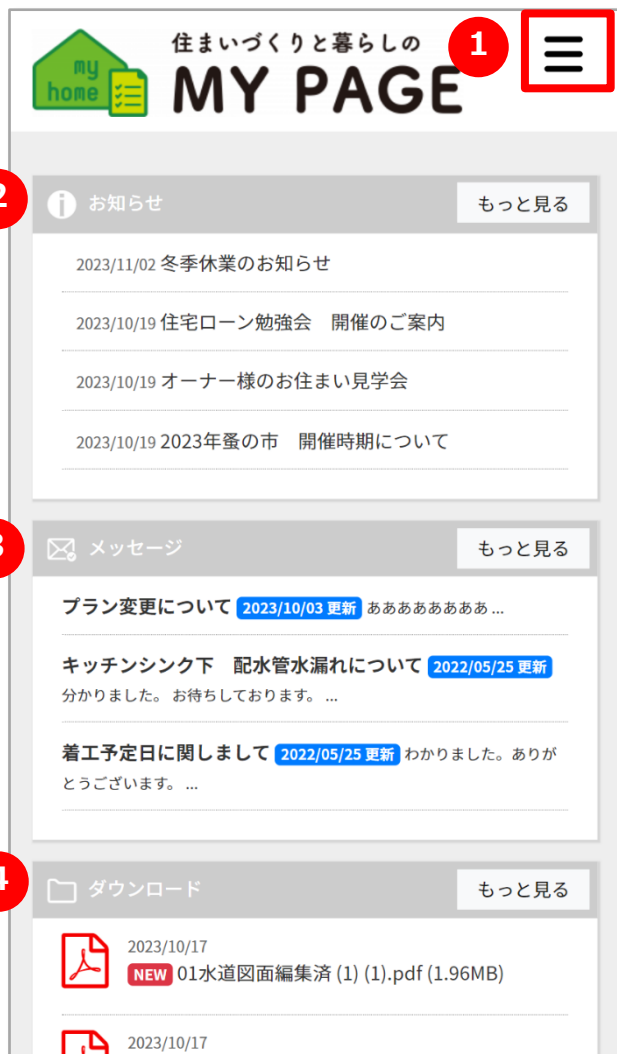 住まいづくりと暮らしの
my
home
MY PAGE
1
2
お知らせ
もっと見る
2023/11/02 冬季休業のお知らせ
2023/10/19 住宅ローン勉強会　開催のご案内
2023/10/19 オーナー様のお住まい見学会
2023/10/19 2023年蚤の市　開催時期について
3
メッセージ
もっと見る
プラン変更について 2023/10/03 更新 ああああああああ ...
キッチンシンク下　配水管水漏れについて 2022/05/25 更新
分かりました。 お待ちしております。 ...
着工予定日に関しまして 2022/05/25 更新 わかりました。ありが
とうございます。 ...
4
ダウンロード
もっと見る
2023/10/17
NEW 01水道図面編集済 (1) (1).pdf (1.96MB)
2023/10/17